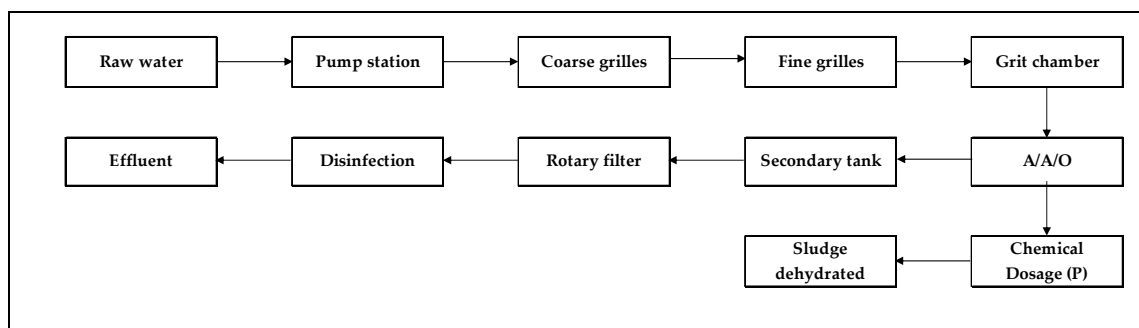 Raw water
Pump station
Coarse grilles
Fine grilles
Grit chamber
Effluent
Disinfection
Rotary filter
Secondary tank
A/A/O
Sludge
dehydrated
Chemical
Dosage (P)